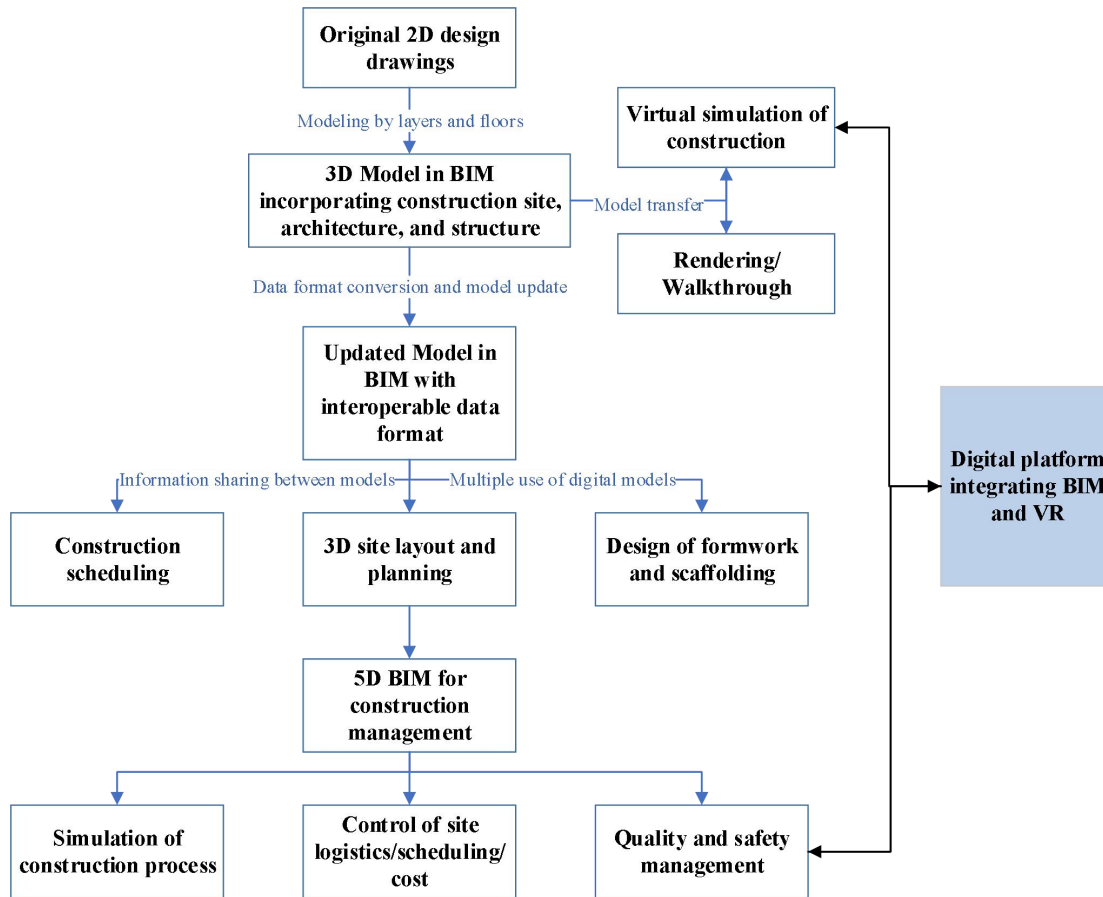 Original 2D design
drawings
Modeling by layers and floors
Virtual simulation of
construction
3D Model in BIM
incorporating construction site,
architecture, and structure
Model transfer
Rendering/
Walkthrough
Data format conversion and model update
Updated Model in
BIM with
interoperable data
format
Digital platform
integrating BIM
and VR
Information sharing between models
Multiple use of digital models
Construction
scheduling
3D site layout and
planning
Design of formwork
and scaffolding
5D BIM for
construction
management
Simulation of
construction process
Control of site
logistics/scheduling/
cost
Quality and safety
management